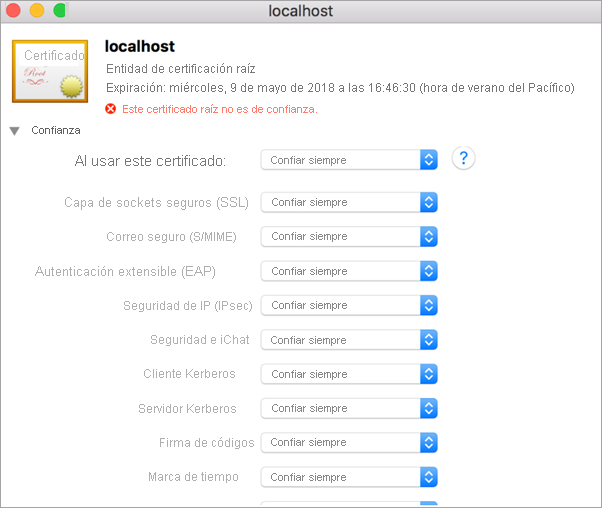 localhost
Certificado
Root
localhost
Entidad de certificación raíz
Expiración: miércoles, 9 de mayo de 2018 a las 16:46:30 (hora de verano del Pacífico)
Este certificado raíz no es de confianza.
Confianza
Al usar este certificado: Confiar siempre ?
Capa de sockets seguros (SSL) Confiar siempre
Correo seguro (S/MIME) Confiar siempre
Autenticación extensible (EAP) Confiar siempre
Seguridad de IP (IPsec) Confiar siempre
Seguridad e iChat Confiar siempre
Cliente Kerberos Confiar siempre
Servidor Kerberos Confiar siempre
Firma de códigos Confiar siempre
Marca de tiempo Confiar siempre